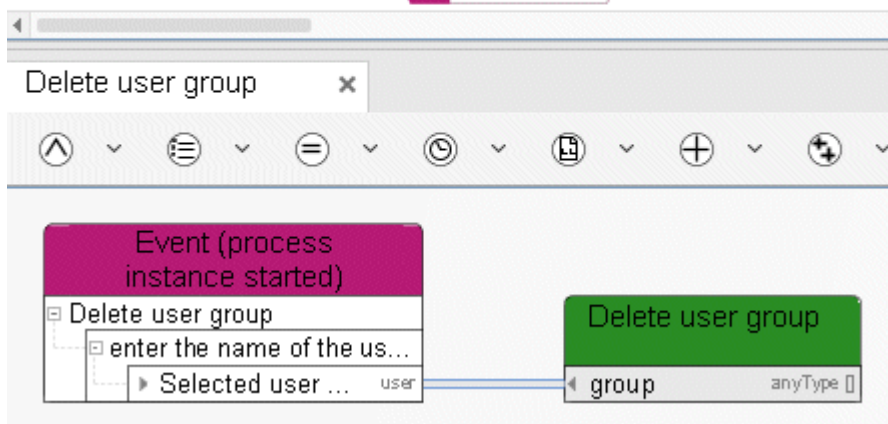 Delete user group
Event (process
instance started)
Delete user group
enter the name of the us...
Selected user ... user
Delete user group
group anyType []